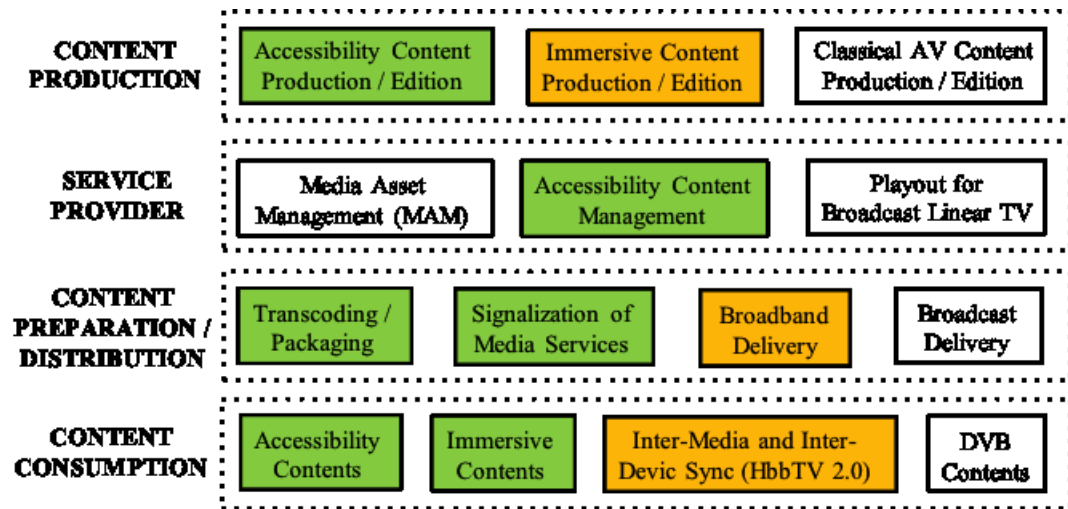 CONTENT
PRODUCTION
Accessibility Content
Production / Edition
Immersive Content
Production / Edition
Classical AV Content
Production / Edition
SERVICE
PROVIDER
Media Asset
Management (MAM)
Accessibility Content
Management
Playout for
Broadcast Linear TV
CONTENT
PREPARATION /
DISTRIBUTION
Transcoding /
Packaging
Signalization of
Media Services
Broadband
Delivery
Broadcast
Delivery
CONTENT
CONSUMPTION
Accessibility
Contents
Immersive
Contents
Inter-Media and Inter-
Devic Sync (HbbTV 2.0)
DVB
Contents